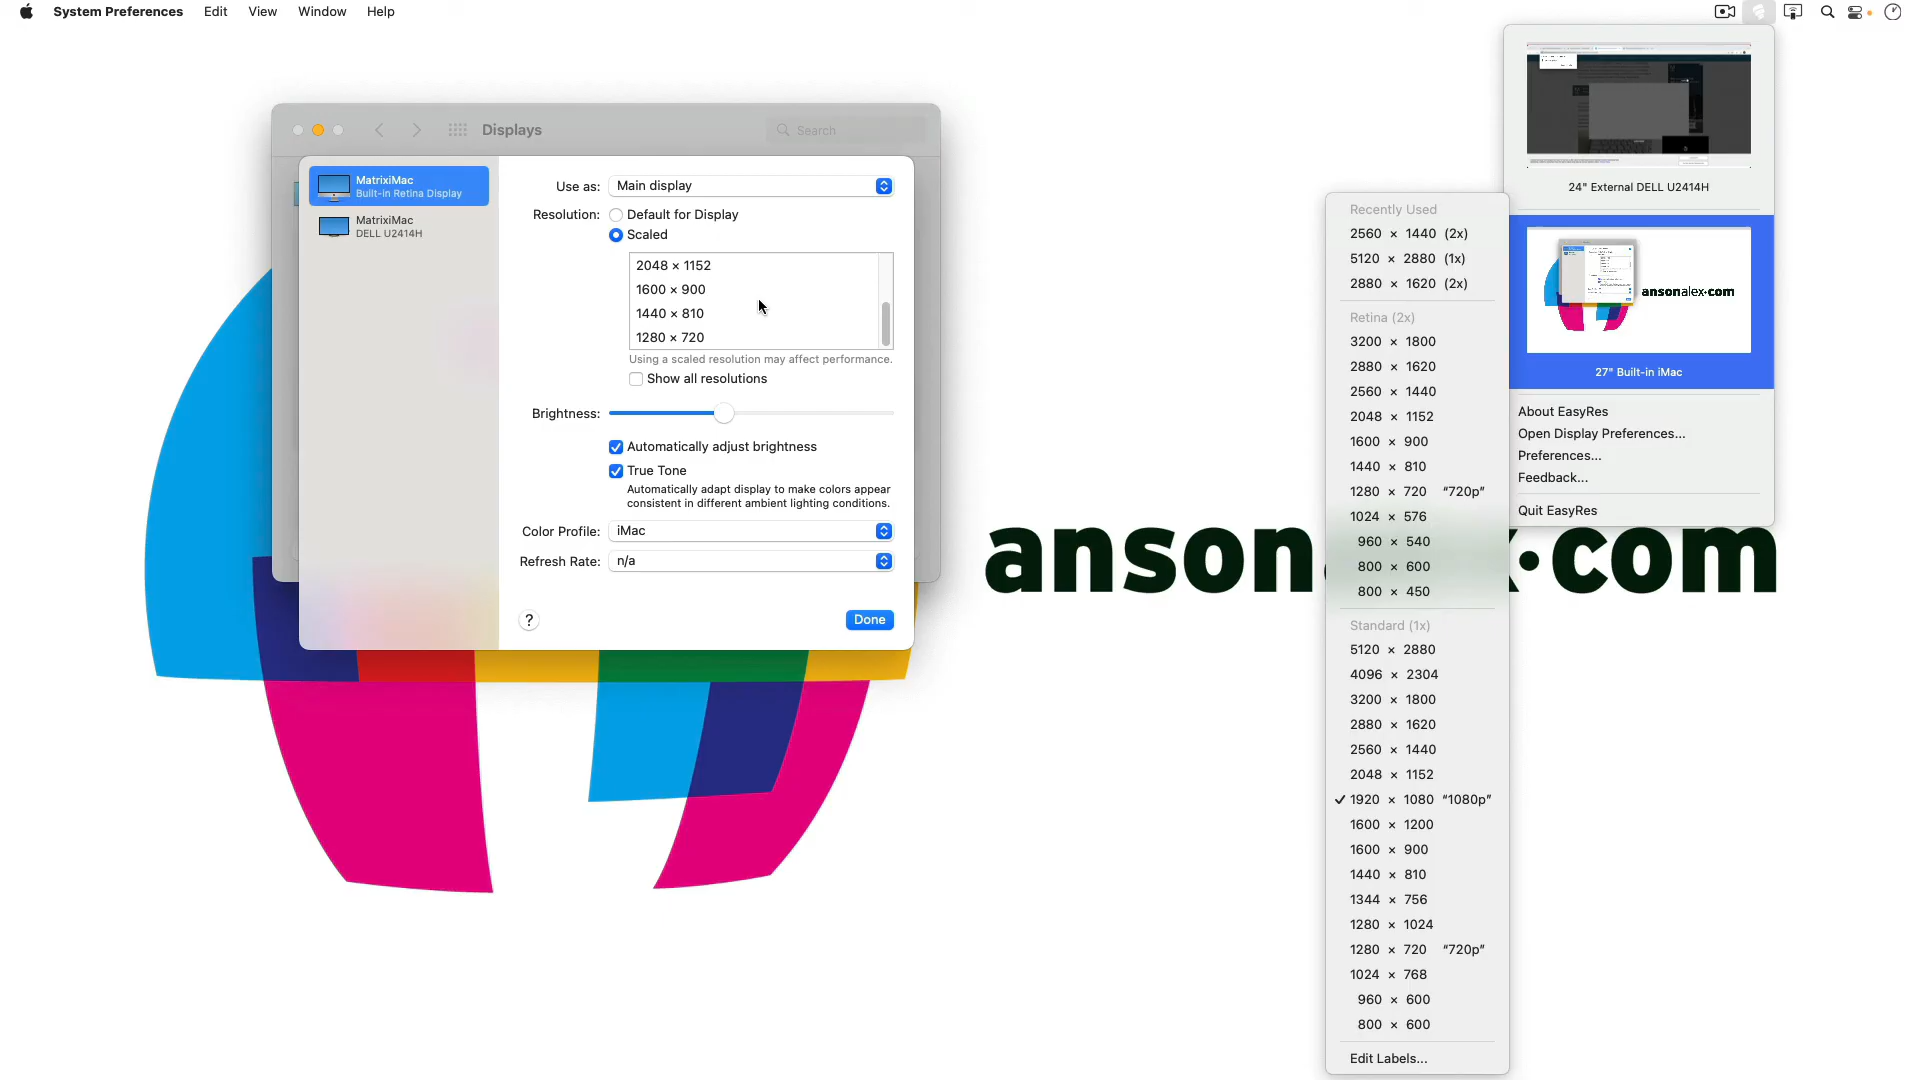 System Preferences Edit View Window Help
Displays
Search
MatrixiMac
Built-in Retina Display
MatrixiMac
DELL U2414H
Use as: Main display
Resolution: Default for Display
Scaled
2048 × 1152
1600 × 900
1440 × 810
1280 × 720
Using a scaled resolution may affect performance.
Show all resolutions
Brightness:
Automatically adjust brightness
True Tone
Automatically adapt display to make colors appear
consistent in different ambient lighting conditions.
Color Profile: iMac
Refresh Rate: n/a
?
Done
Recently Used
2560 × 1440 (2x)
5120 × 2880 (1x)
2880 × 1620 (2x)
Retina (2x)
3200 × 1800
2880 × 1620
2560 × 1440
2048 × 1152
1600 × 900
1440 × 810
1280 × 720 “720p”
1024 × 576
960 × 540
800 × 600
800 × 450
Standard (1x)
5120 × 2880
4096 × 2304
3200 × 1800
2880 × 1620
2560 × 1440
2048 × 1152
1920 × 1080 “1080p”
1600 × 1200
1600 × 900
1440 × 810
1344 × 756
1280 × 1024
1280 × 720 “720p”
1024 × 768
960 × 600
800 × 600
Edit Labels...
24" External DELL U2414H
ansonalex•com
27" Built-in iMac
About EasyRes
Open Display Preferences...
Preferences...
Feedback...
Quit EasyRes
anson x•com